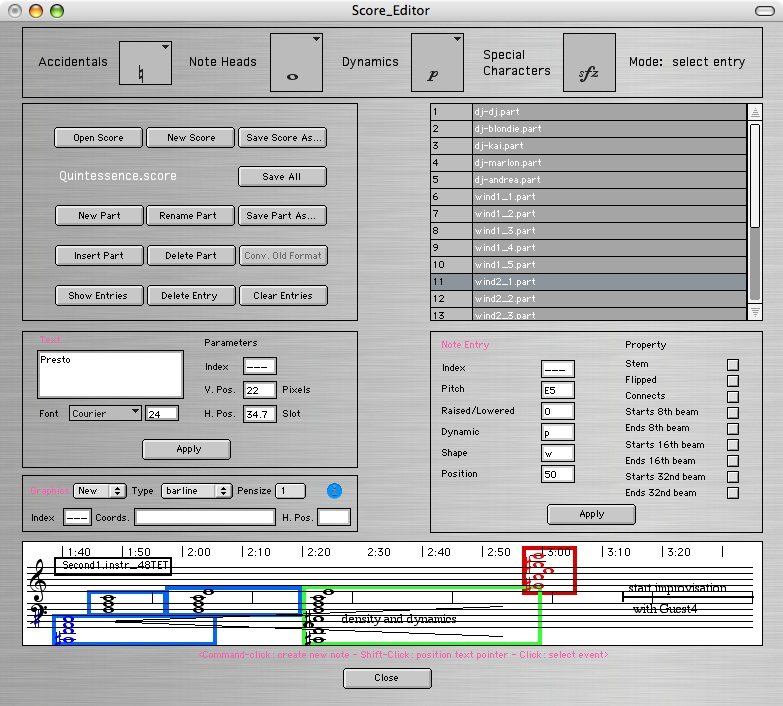 Score_Editor
Accidentals
Note Heads
Dynamics
p
Special
Characters
sfz
Mode: select entry
Open Score
New Score
Save Score As...
Quintessence.score
Save All
New Part
Rename Part
Save Part As...
Insert Part
Delete Part
Conv. Old Format
Show Entries
Delete Entry
Clear Entries
1 dj-dj.part
2 dj-blondie.part
3 dj-kai.part
4 dj-marlon.part
5 dj-andrea.part
6 wind1_1.part
7 wind1_2.part
8 wind1_3.part
9 wind1_4.part
10 wind1_5.part
11 wind2_1.part
12 wind2_2.part
13 wind2_3.part
Text
Presto
Font Courier 24
Parameters
Index ---
V. Pos. 22 Pixels
H. Pos. 34.7 Slot
Apply
Graphics New Type barline Pensize 1
Index --- Coords. H. Pos.
Note Entry
Index ---
Pitch E5
Raised/Lowered 0
Dynamic p
Shape w
Position 50
Property
Stem
Flipped
Connects
Starts 8th beam
Ends 8th beam
Starts 16th beam
Ends 16th beam
Starts 32nd beam
Ends 32nd beam
Apply
1:40 1:50 2:00 2:10 2:20 2:30 2:40 2:50 3:00 3:10 3:20
Second1.instr_48TET
start improvisation
with Guest4
density and dynamics
<Command-click : create new note - Shift-Click : position text pointer - Click : select event>
Close